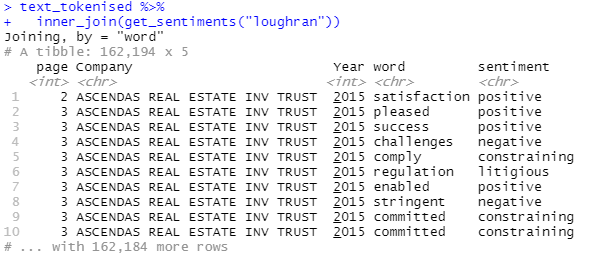 > text_tokenised %>%
+   inner_join(get_sentiments("loughran"))
Joining, by = "word"
# A tibble: 162,194 x 5
    page Company                         Year word         sentiment
   <int> <chr>                          <int> <chr>        <chr>
 1     2 ASCENDAS REAL ESTATE INV TRUST  2015 satisfaction positive
 2     3 ASCENDAS REAL ESTATE INV TRUST  2015 pleased      positive
 3     3 ASCENDAS REAL ESTATE INV TRUST  2015 success      positive
 4     3 ASCENDAS REAL ESTATE INV TRUST  2015 challenges   negative
 5     3 ASCENDAS REAL ESTATE INV TRUST  2015 comply       constraining
 6     3 ASCENDAS REAL ESTATE INV TRUST  2015 regulation   litigious
 7     3 ASCENDAS REAL ESTATE INV TRUST  2015 enabled      positive
 8     3 ASCENDAS REAL ESTATE INV TRUST  2015 stringent    negative
 9     3 ASCENDAS REAL ESTATE INV TRUST  2015 committed    constraining
10     3 ASCENDAS REAL ESTATE INV TRUST  2015 committed    constraining
# ... with 162,184 more rows